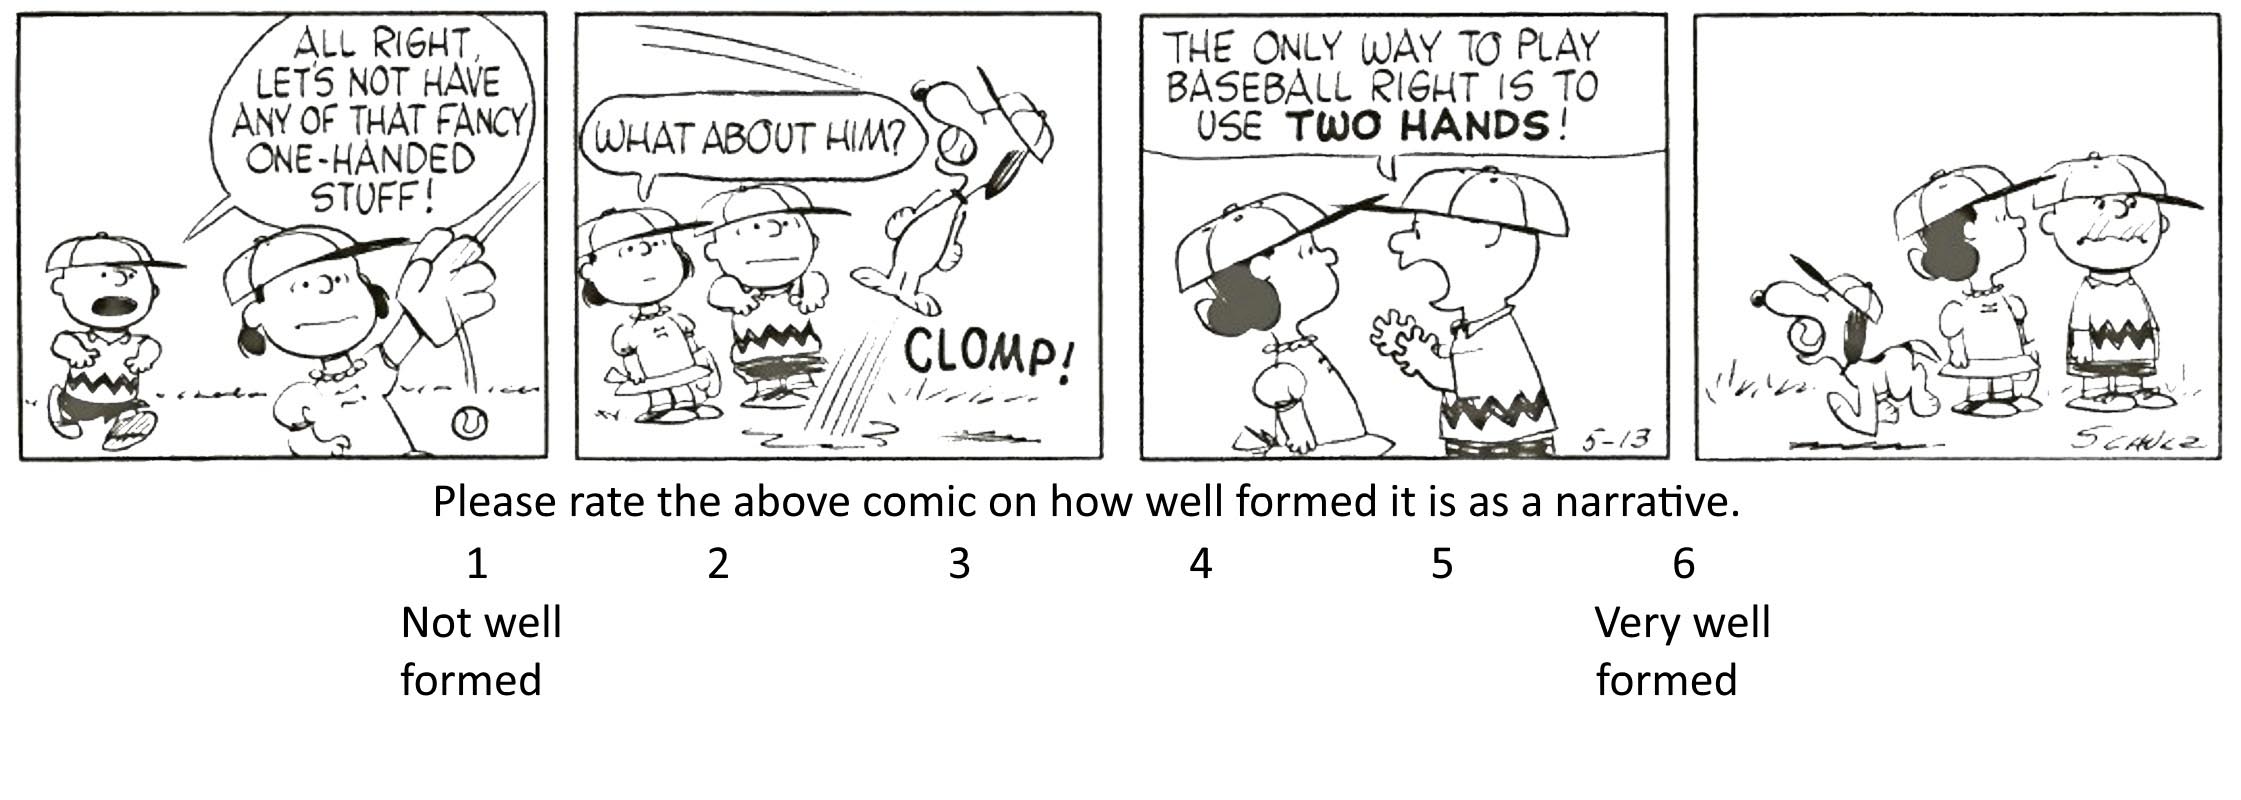 ALL RIGHT,
LET'S NOT HAVE
ANY OF THAT FANCY
ONE-HANDED
STUFF!
WHAT ABOUT HIM?
CLOMP!
THE ONLY WAY TO PLAY
BASEBALL RIGHT IS TO
USE TWO HANDS!
5-13
SCHULZ
Please rate the above comic on how well formed it is as a narrative.
1 2 3 4 5 6
Not well
formed
Very well
formed